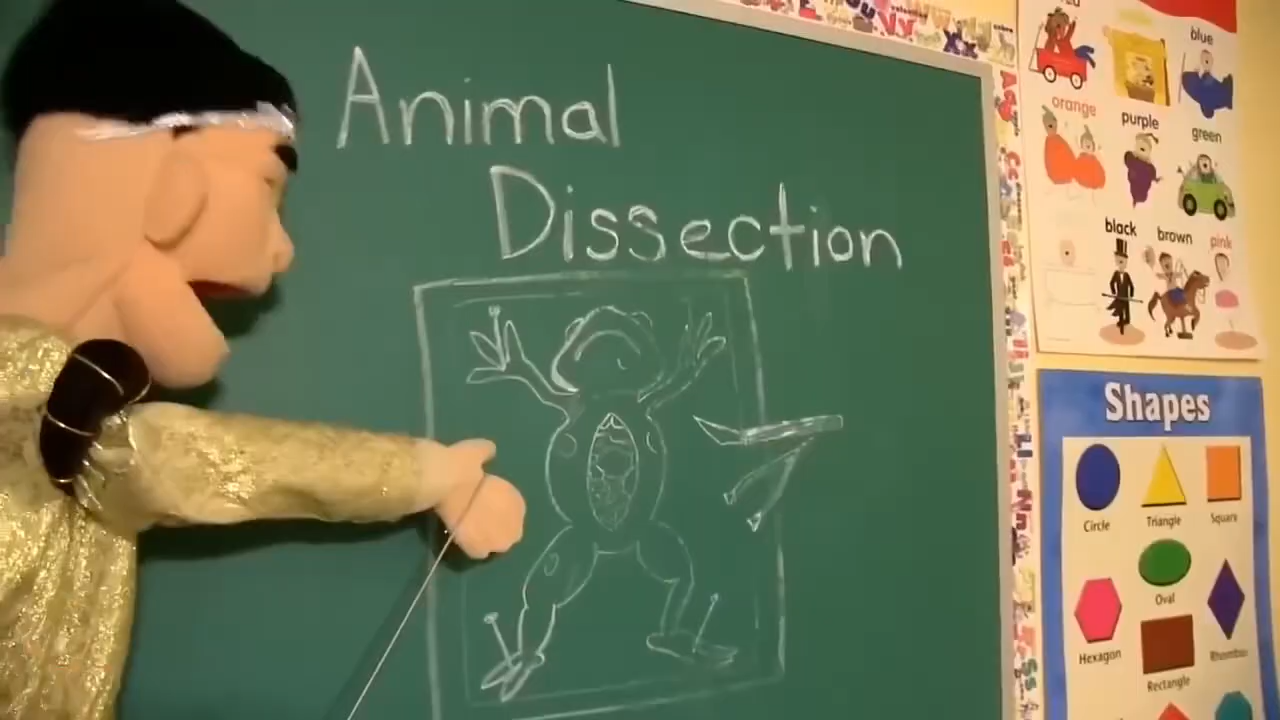 Animal
Dissection
blue
orange
purple
green
black
brown
pink
Shapes
Circle
Triangle
Square
Oval
Hexagon
Rectangle
Rhombus